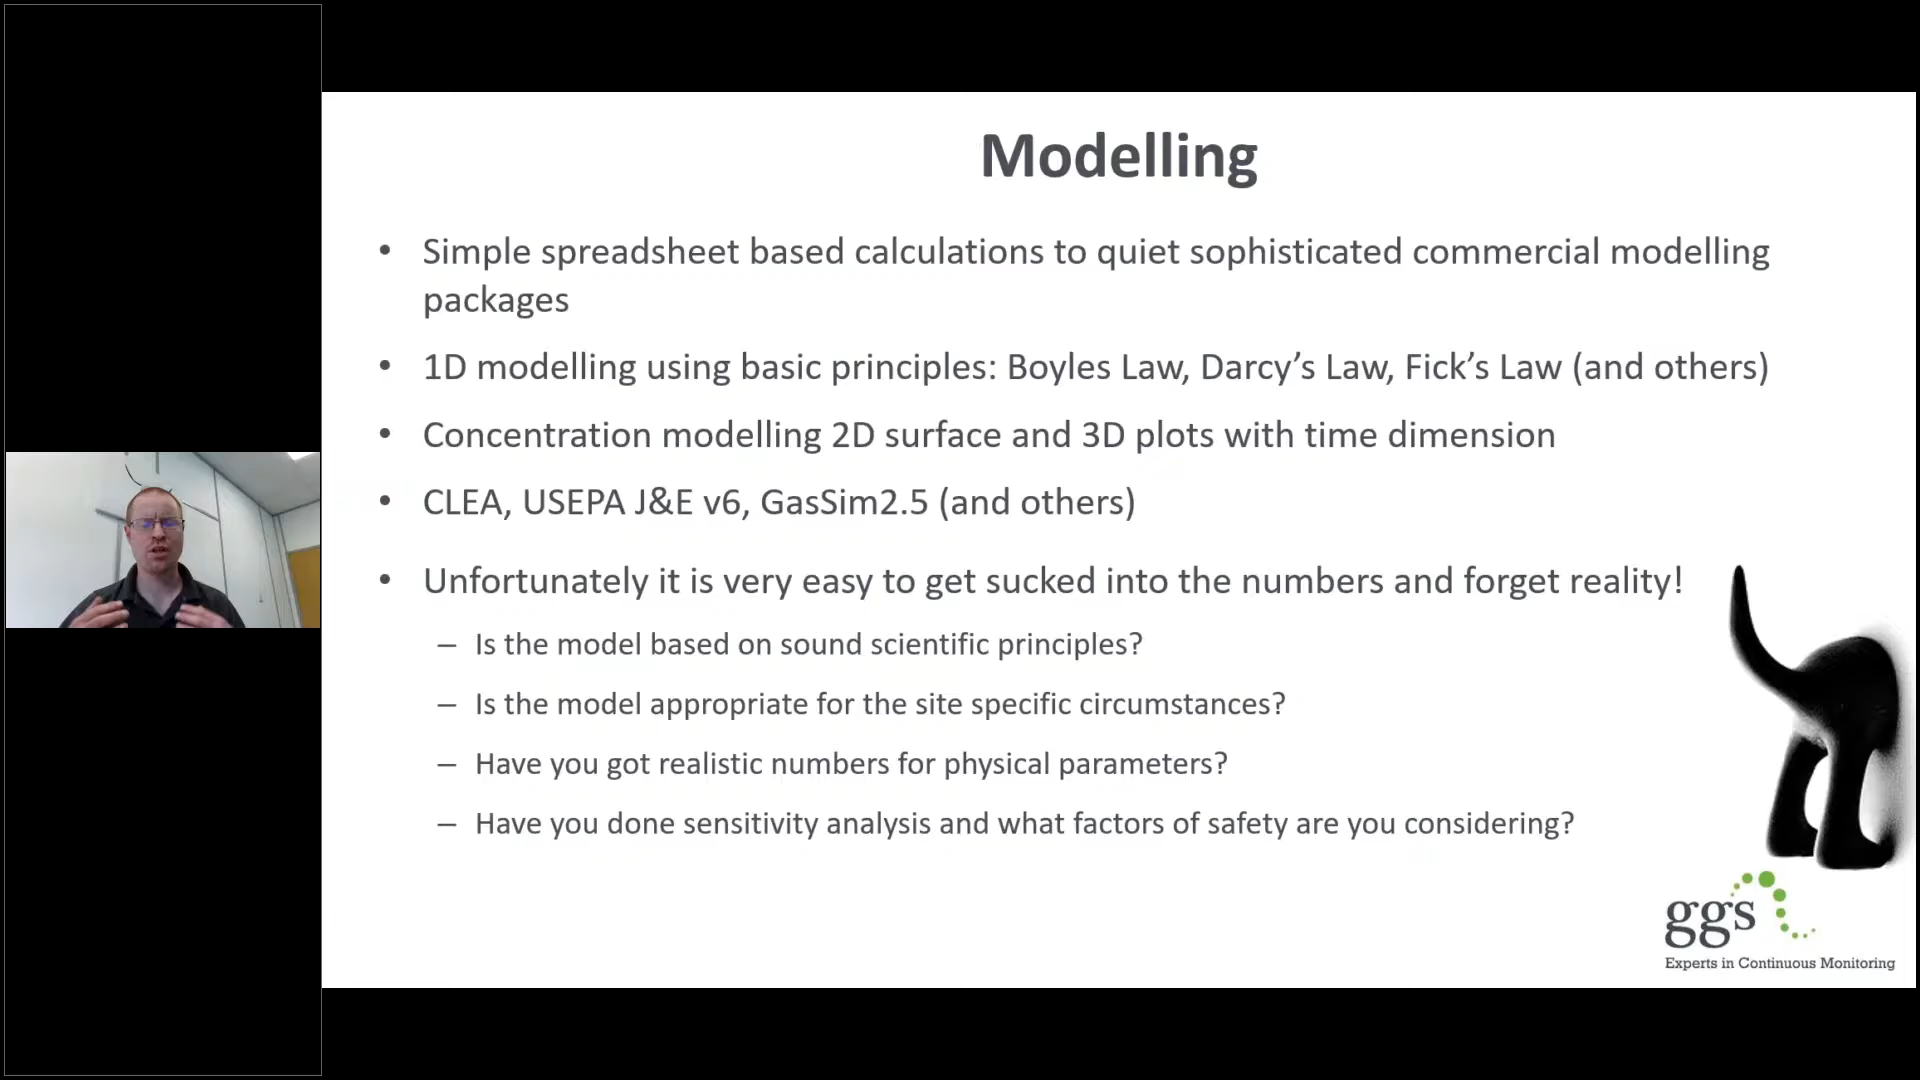 Modelling
• Simple spreadsheet based calculations to quiet sophisticated commercial modelling
packages
• 1D modelling using basic principles: Boyles Law, Darcy’s Law, Fick’s Law (and others)
• Concentration modelling 2D surface and 3D plots with time dimension
• CLEA, USEPA J&E v6, GasSim2.5 (and others)
• Unfortunately it is very easy to get sucked into the numbers and forget reality!
– Is the model based on sound scientific principles?
– Is the model appropriate for the site specific circumstances?
– Have you got realistic numbers for physical parameters?
– Have you done sensitivity analysis and what factors of safety are you considering?
ggs
Experts in Continuous Monitoring